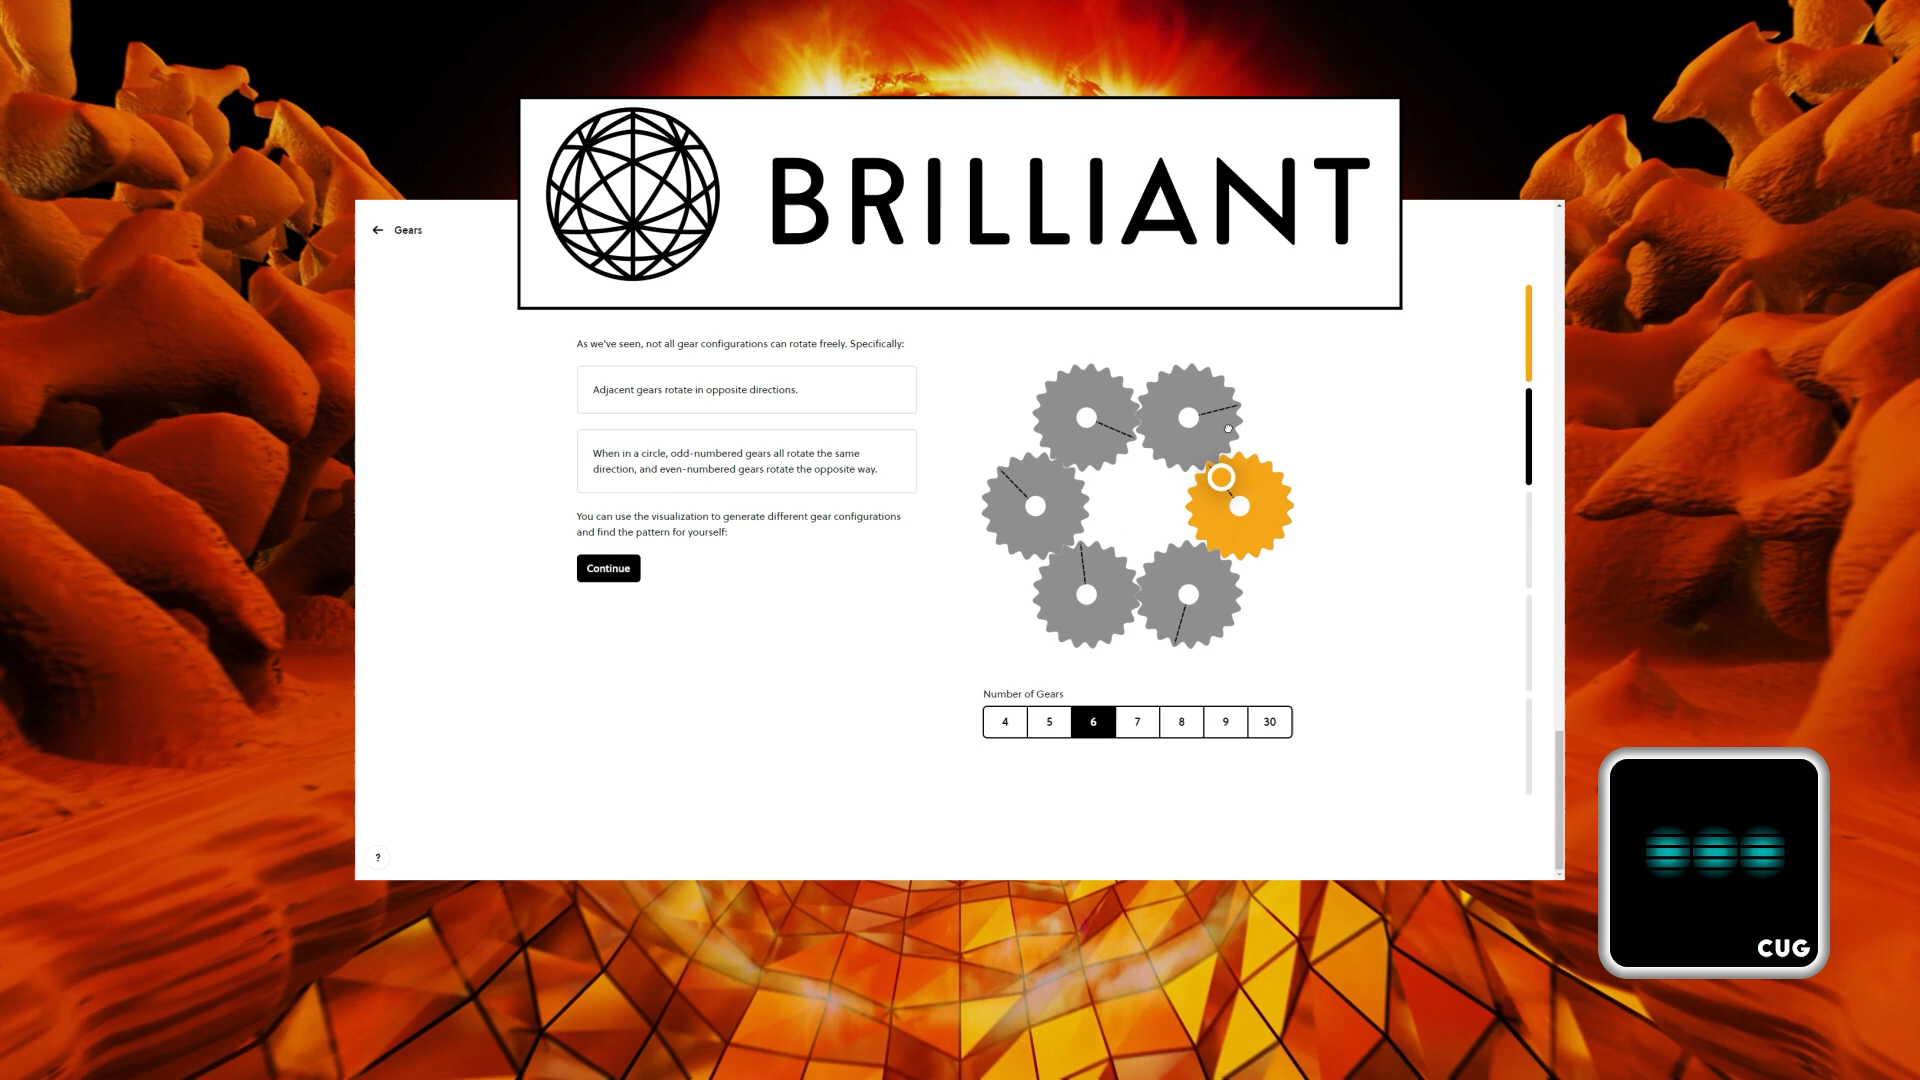 BRILLIANT
← Gears
As we've seen, not all gear configurations can rotate freely. Specifically:
Adjacent gears rotate in opposite directions.
When in a circle, odd-numbered gears all rotate the same
direction, and even-numbered gears rotate the opposite way.
You can use the visualization to generate different gear configurations
and find the pattern for yourself:
Continue
Number of Gears
4 5 6 7 8 9 30
?
CUG